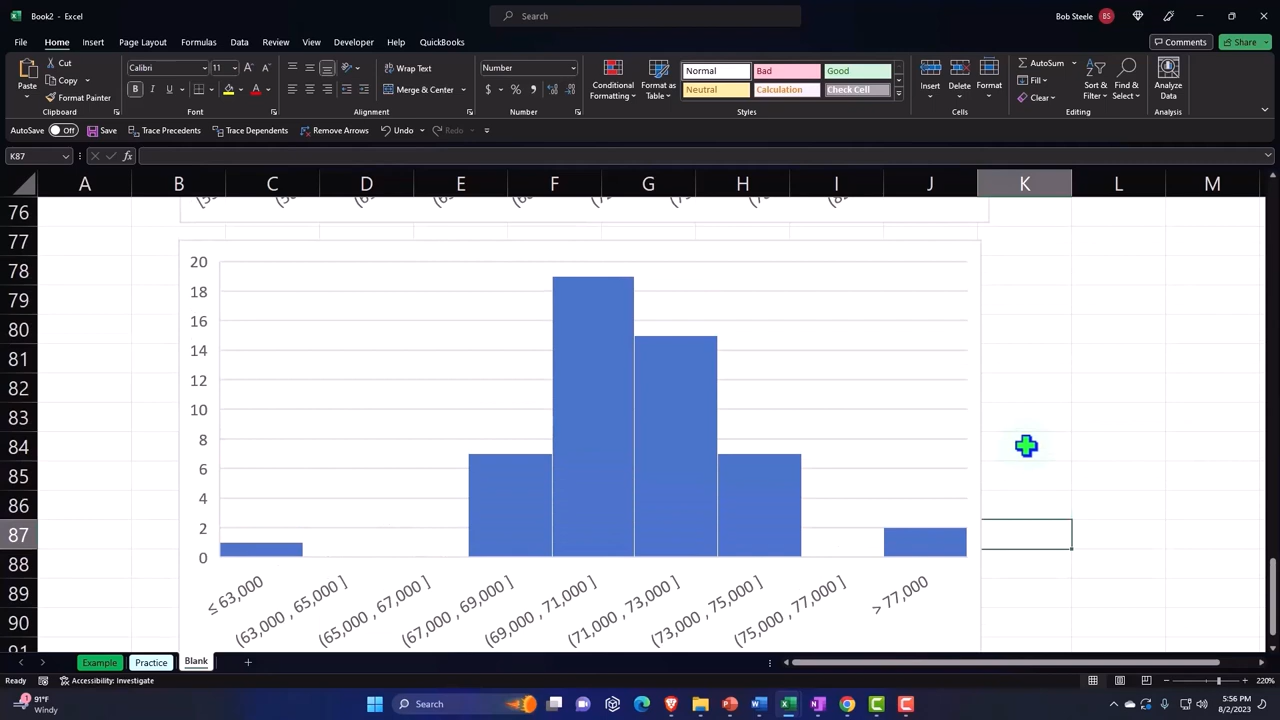 Book2 - Excel
Search
Bob Steele BS
File Home Insert Page Layout Formulas Data Review View Developer Help QuickBooks Comments Share
Paste Cut Copy Format Painter Clipboard
Calibri 11 B I U Font
Wrap Text Merge & Center Alignment
Number $ % Number
Conditional Formatting Format as Table Normal Bad Good Neutral Calculation Check Cell Styles
Insert Delete Format Cells
AutoSum Fill Clear Sort & Filter Find & Select Editing
Analyze Data
AutoSave Off Save Trace Precedents Trace Dependents Remove Arrows Undo Redo
K87 fx
A B C D E F G H I J K L M
76
77
78
79
80
81
82
83
84
85
86
87
88
89
90
91
20
18
16
14
12
10
8
6
4
2
0
≤ 63,000
(63,000 , 65,000 ]
(65,000 , 67,000 ]
(67,000 , 69,000 ]
(69,000 , 71,000 ]
(71,000 , 73,000 ]
(73,000 , 75,000 ]
(75,000 , 77,000 ]
> 77,000
Example Practice Blank
Ready Accessibility: Investigate 220%
91°F
Windy
Search
5:56 PM
8/2/2023